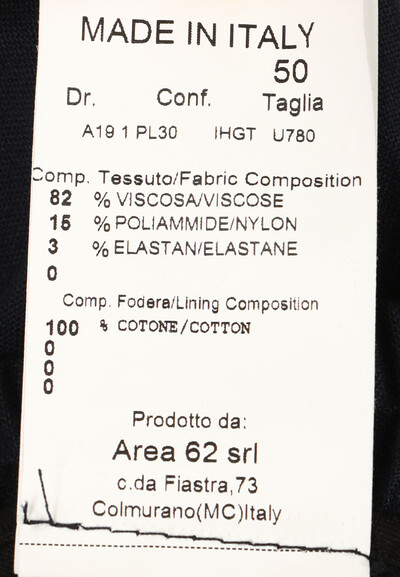 MADE IN ITALY
50
Dr. Conf. Taglia
A19 1 PL30 IHGT U780
Comp. Tessuto/Fabric Composition
82 % VISCOSA/VISCOSE
15 % POLIAMMIDE/NYLON
3 % ELASTAN/ELASTANE
0
Comp. Fodera/Lining Composition
100 % COTONE/COTTON
0
0
0
Prodotto da:
Area 62 srl
c.da Fiastra,73
Colmurano(MC)Italy